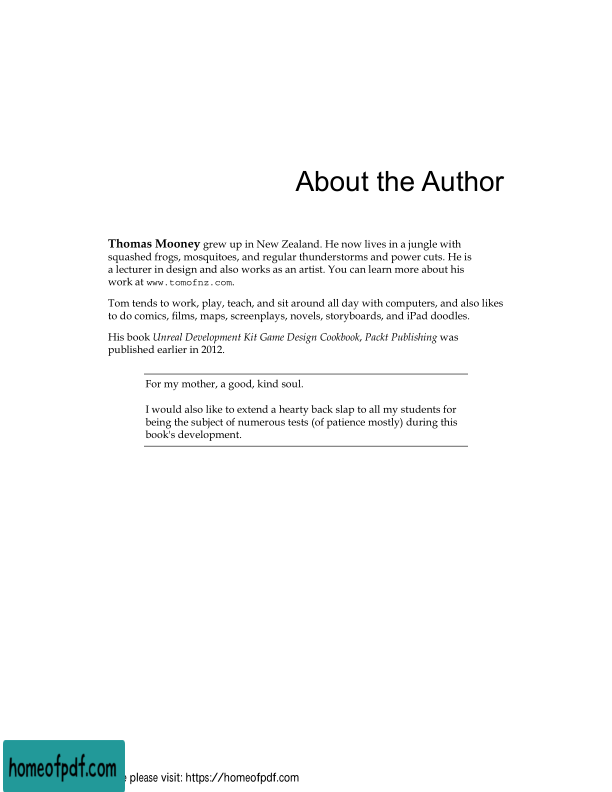 About the Author
Thomas Mooney grew up in New Zealand. He now lives in a jungle with
squashed frogs, mosquitoes, and regular thunderstorms and power cuts. He is
a lecturer in design and also works as an artist. You can learn more about his
work at www.tomofnz.com.
Tom tends to work, play, teach, and sit around all day with computers, and also likes
to do comics, films, maps, screenplays, novels, storyboards, and iPad doodles.
His book Unreal Development Kit Game Design Cookbook, Packt Publishing was
published earlier in 2012.
For my mother, a good, kind soul.
I would also like to extend a hearty back slap to all my students for
being the subject of numerous tests (of patience mostly) during this
book's development.
homeofpdf.com
please visit: https://homeofpdf.com